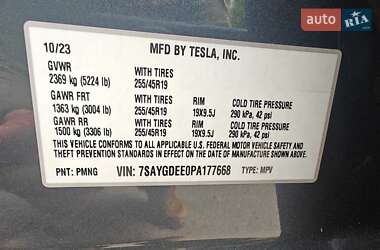 auto RIA
10/23 MFD BY TESLA, INC.
GVWR
2369 kg (5224 lb) WITH TIRES 255/45R19
GAWR FRT
1363 kg (3004 lb) WITH TIRES 255/45R19 RIM 19X9.5J COLD TIRE PRESSURE 290 kPa, 42 psi
GAWR RR
1500 kg (3306 lb) WITH TIRES 255/45R19 RIM 19X9.5J COLD TIRE PRESSURE 290 kPa, 42 psi
THIS VEHICLE CONFORMS TO ALL APPLICABLE U.S. FEDERAL MOTOR VEHICLE SAFETY AND
THEFT PREVENTION STANDARDS IN EFFECT ON THE DATE OF MANUFACTURE SHOWN ABOVE.
PNT: PMNG VIN: 7SAYGDEE0PA177668 TYPE: MPV